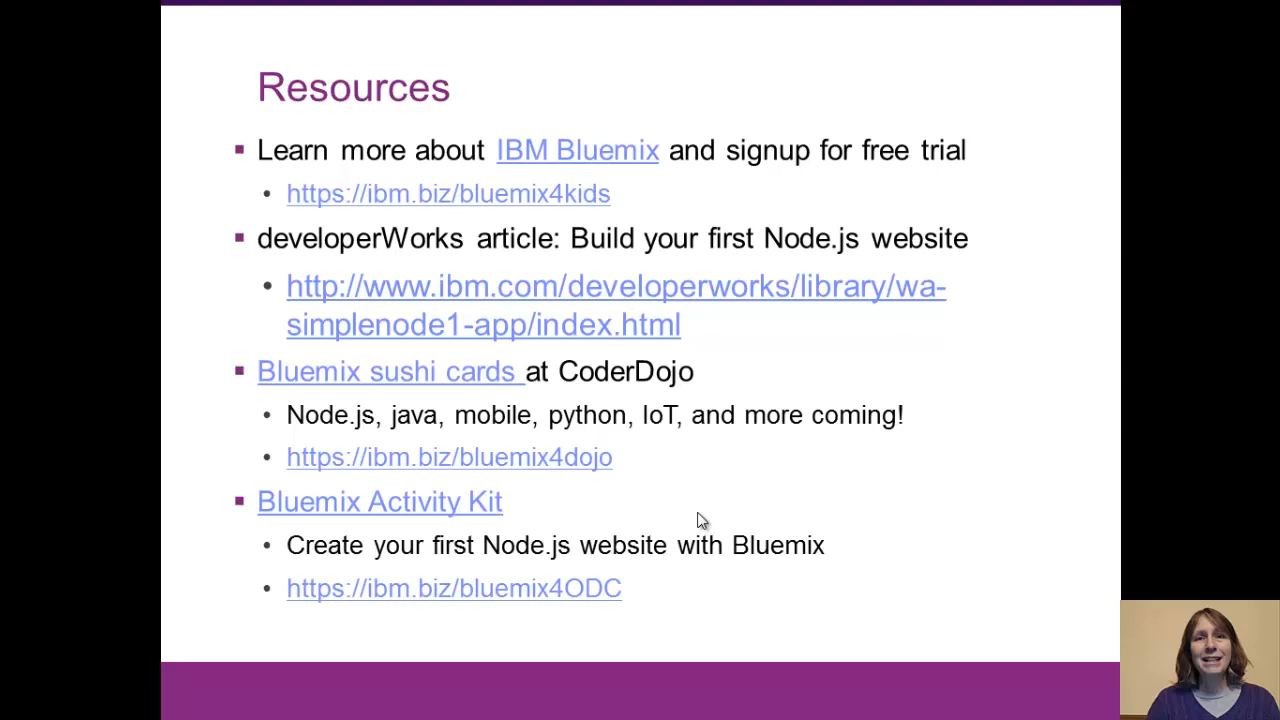 Resources
Learn more about IBM Bluemix and signup for free trial
https://ibm.biz/bluemix4kids
developerWorks article: Build your first Node.js website
http://www.ibm.com/developerworks/library/wa-
simplenode1-app/index.html
Bluemix sushi cards at CoderDojo
Node.js, java, mobile, python, IoT, and more coming!
https://ibm.biz/bluemix4dojo
Bluemix Activity Kit
Create your first Node.js website with Bluemix
https://ibm.biz/bluemix4ODC